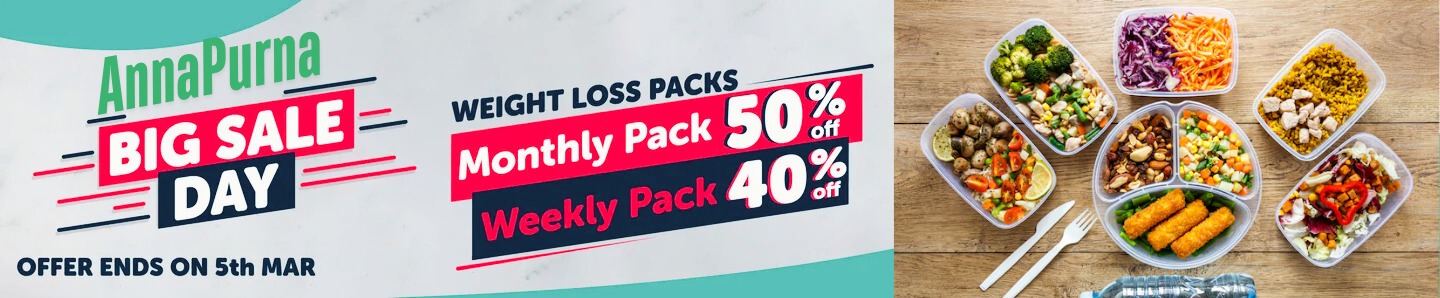 AnnaPurna
BIG SALE
DAY
OFFER ENDS ON 5th MAR
WEIGHT LOSS PACKS
Monthly Pack 50% off
Weekly Pack 40% off